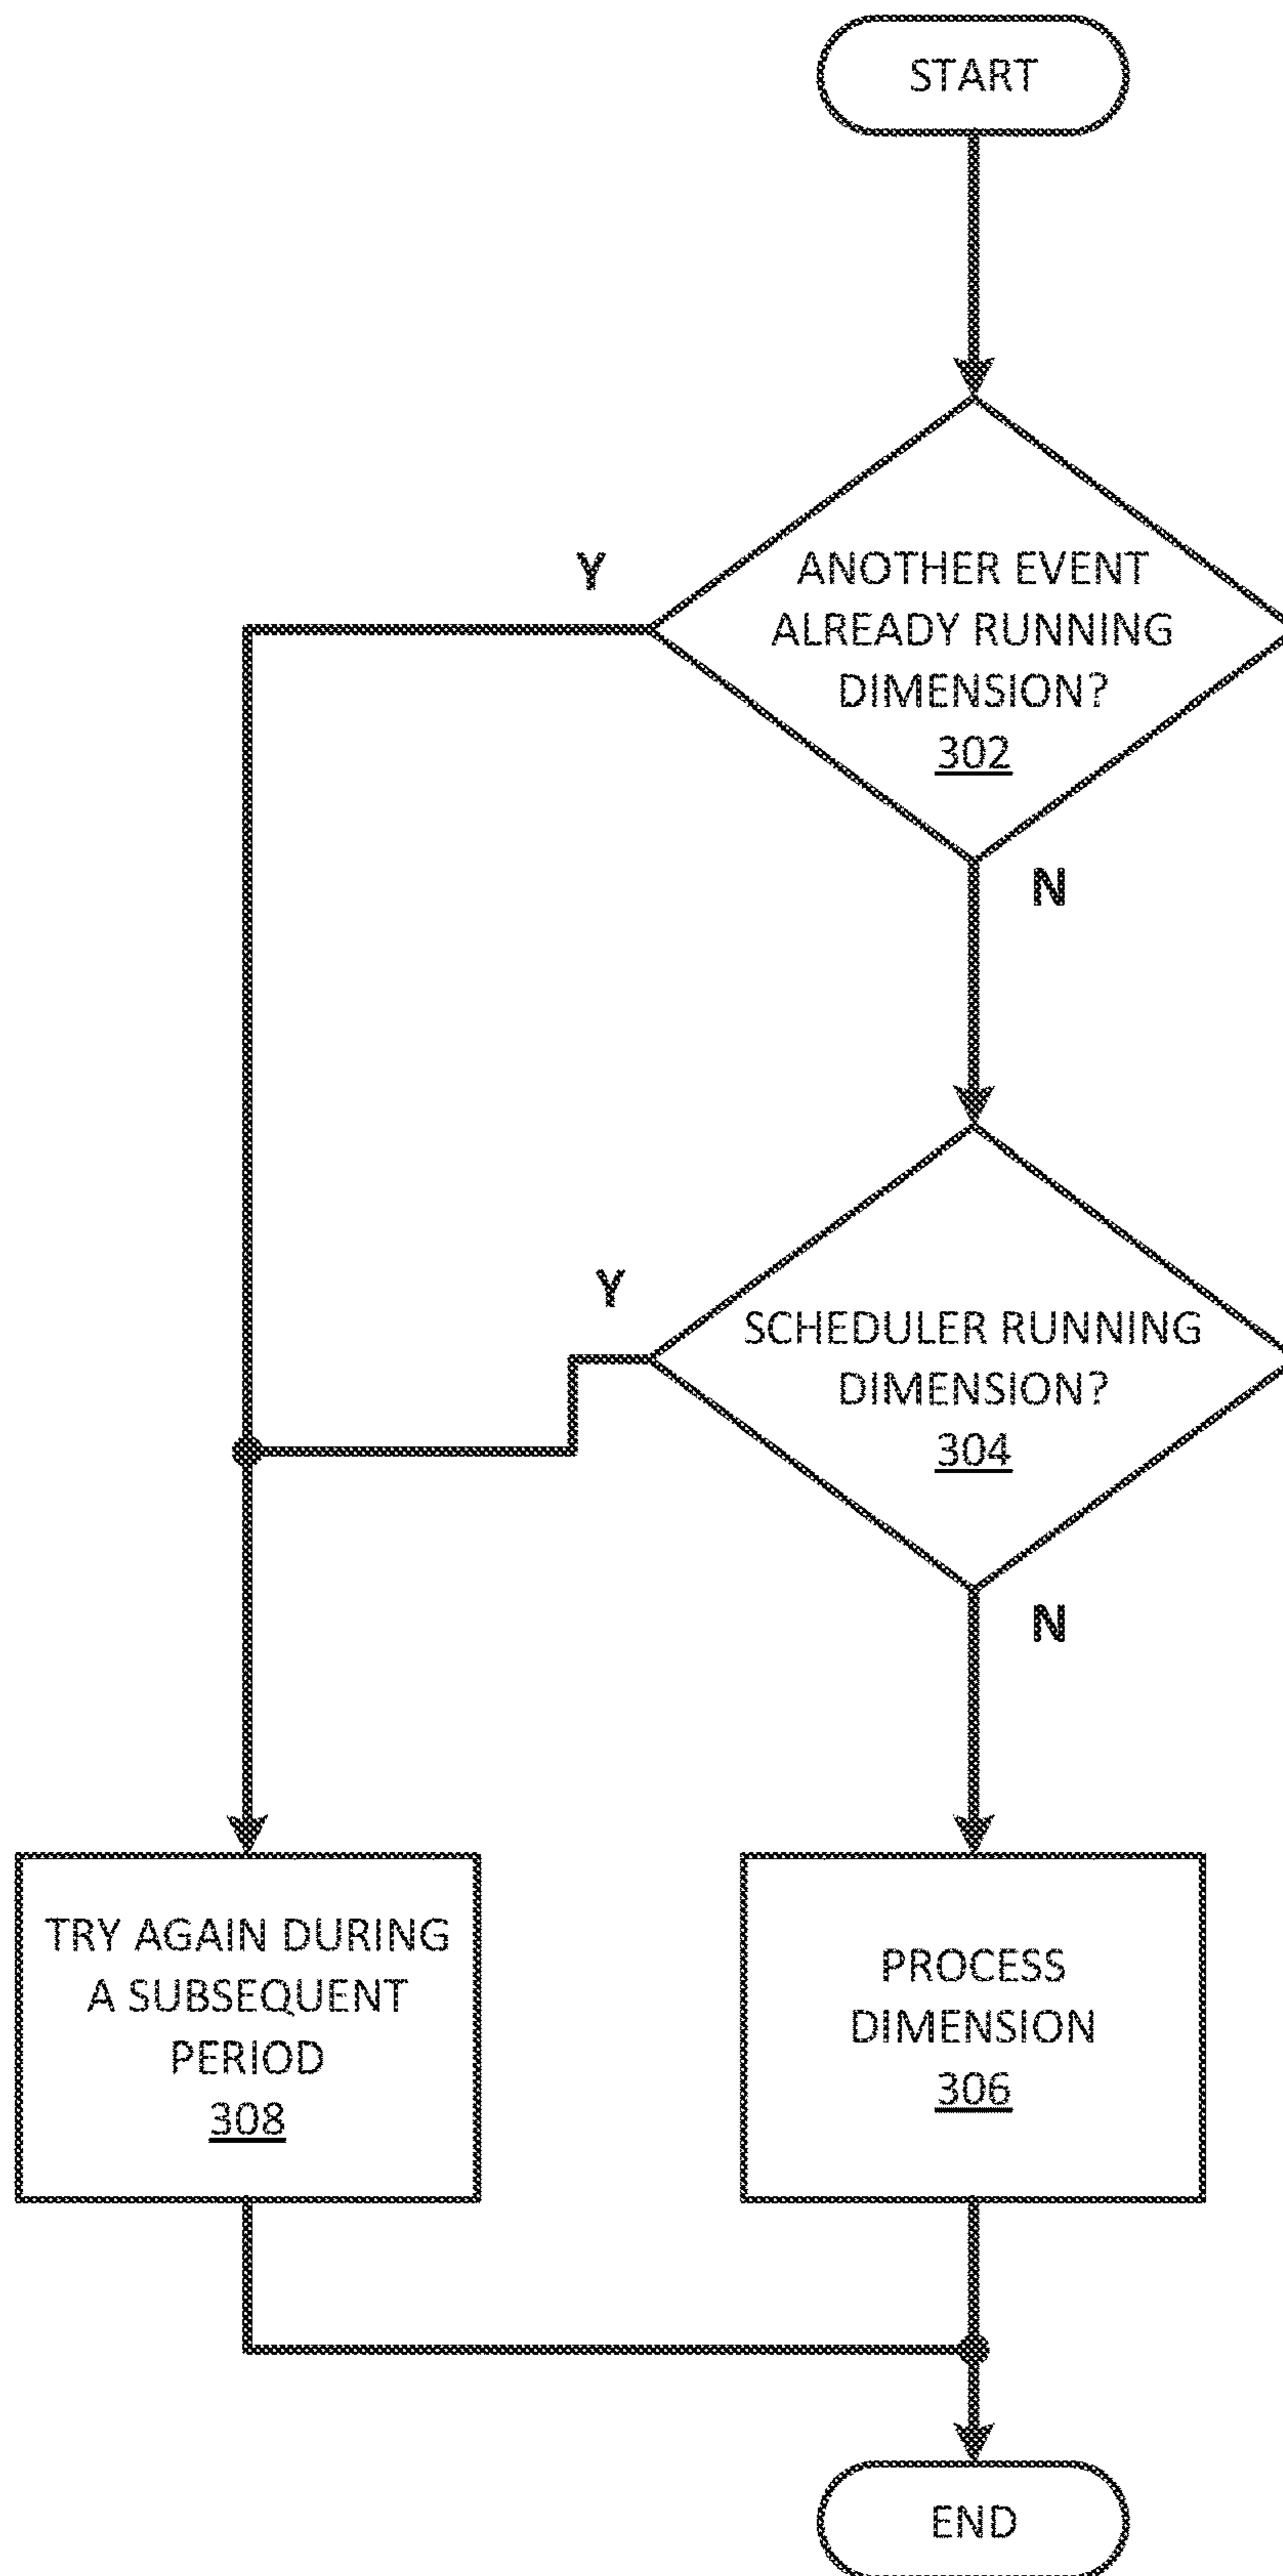 START
ANOTHER EVENT
ALREADY RUNNING
DIMENSION?
302
Y
N
SCHEDULER RUNNING
DIMENSION?
304
Y
N
TRY AGAIN DURING
A SUBSEQUENT
PERIOD
308
PROCESS
DIMENSION
306
END